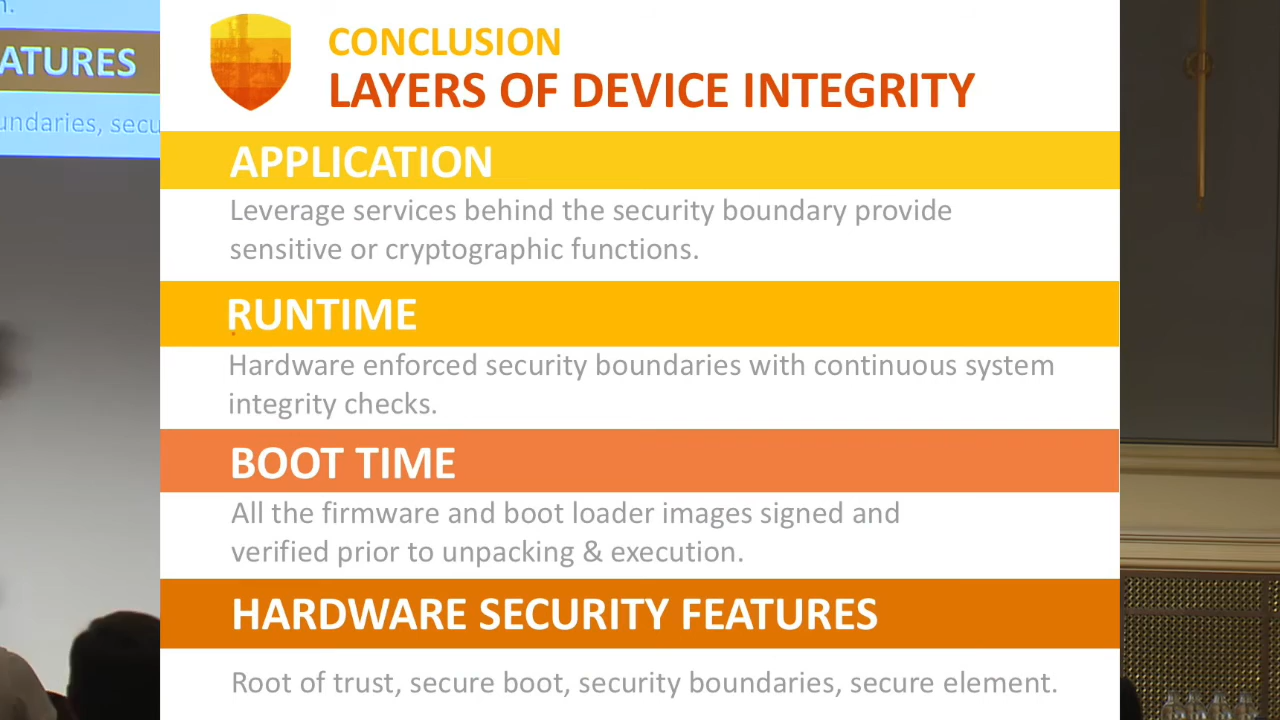 n.
ATURES
undaries, secu
CONCLUSION
LAYERS OF DEVICE INTEGRITY
APPLICATION
Leverage services behind the security boundary provide
sensitive or cryptographic functions.
RUNTIME
Hardware enforced security boundaries with continuous system
integrity checks.
BOOT TIME
All the firmware and boot loader images signed and
verified prior to unpacking & execution.
HARDWARE SECURITY FEATURES
Root of trust, secure boot, security boundaries, secure element.